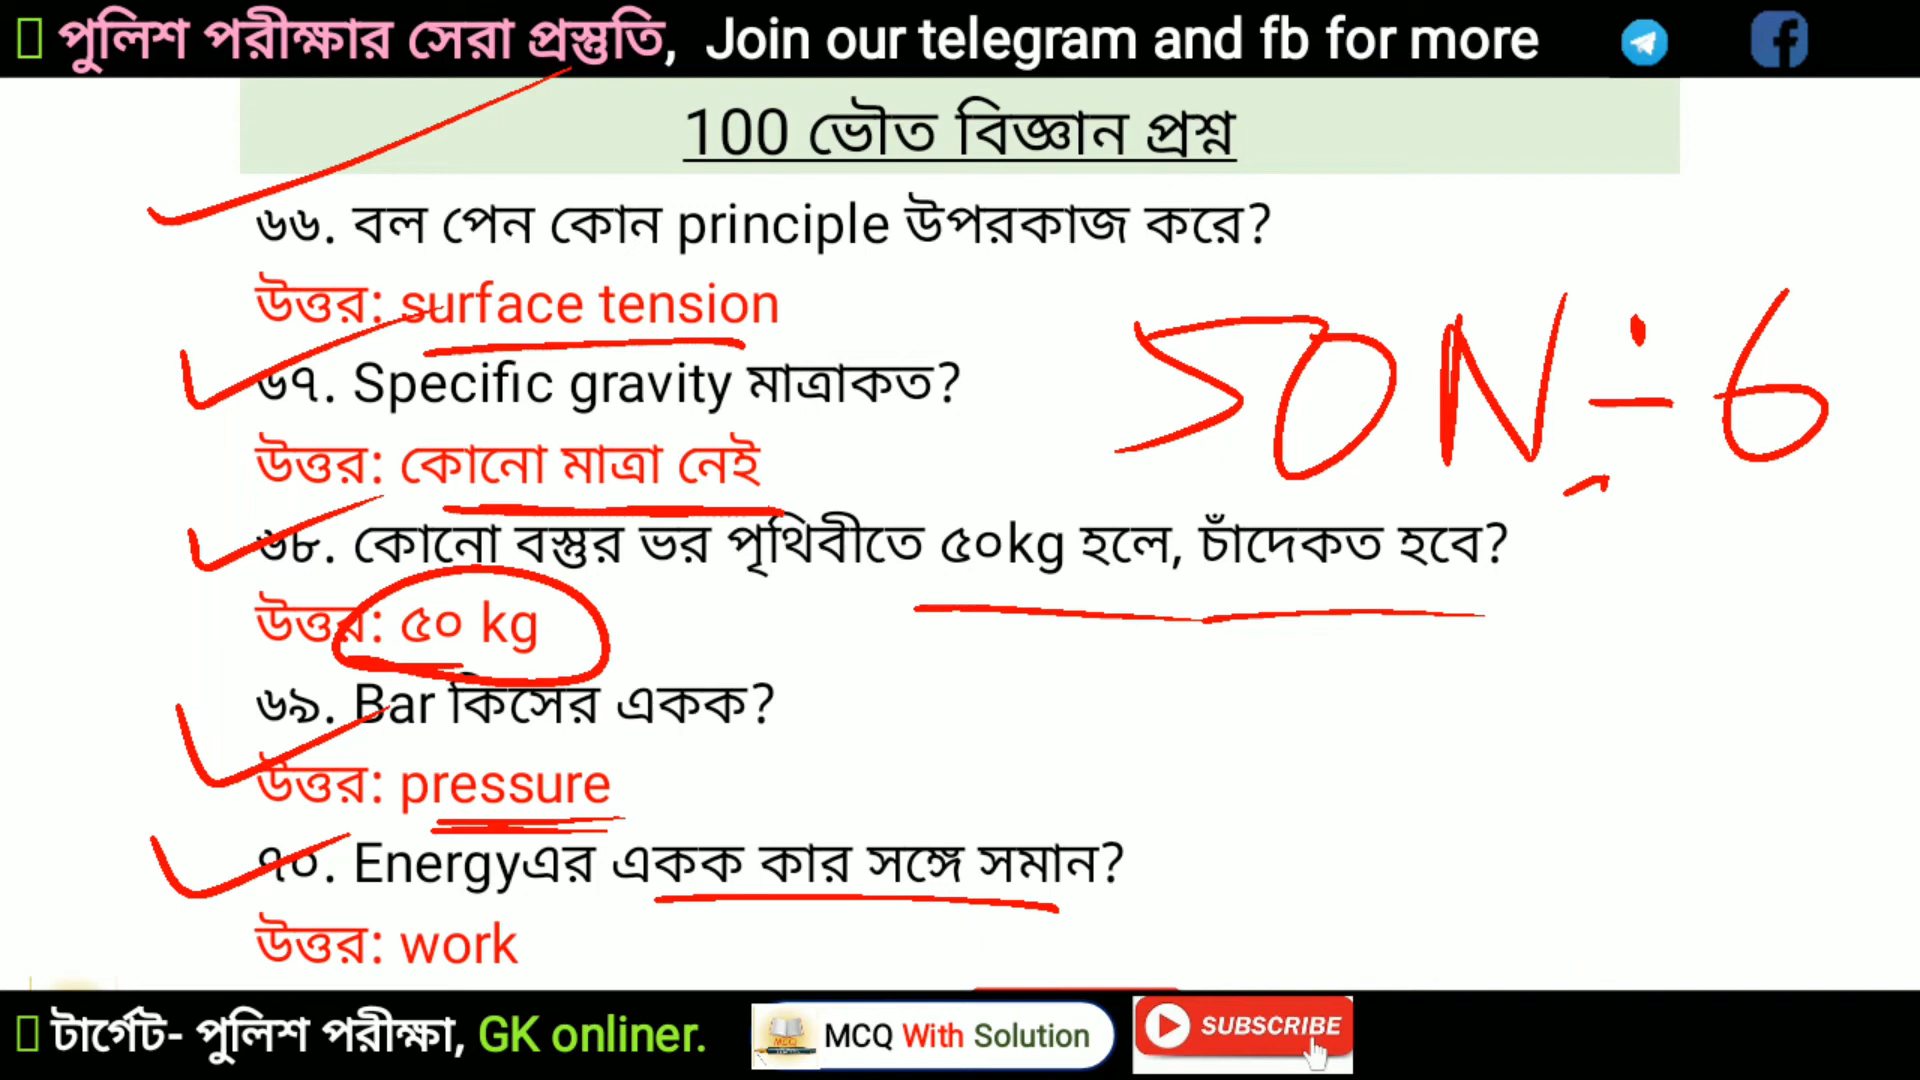 পুলিশ পরীক্ষার সেরা প্রস্তুতি, Join our telegram and fb for more
100 ভৌত বিজ্ঞান প্রশ্ন
৬৬. বল পেন কোন principle উপরকাজ করে?
উত্তর: surface tension
50N÷6
৬৭. Specific gravity মাত্রাকত?
উত্তর: কোনো মাত্রা নেই
৬৮. কোনো বস্তুর ভর পৃথিবীতে ৫০kg হলে, চাঁদেকত হবে?
উত্তর: ৫০ kg
৬৯. Bar কিসের একক?
উত্তর: pressure
৭০. Energyএর একক কার সঙ্গে সমান?
উত্তর: work
টার্গেট- পুলিশ পরীক্ষা, GK onliner. MCQ With Solution SUBSCRIBE